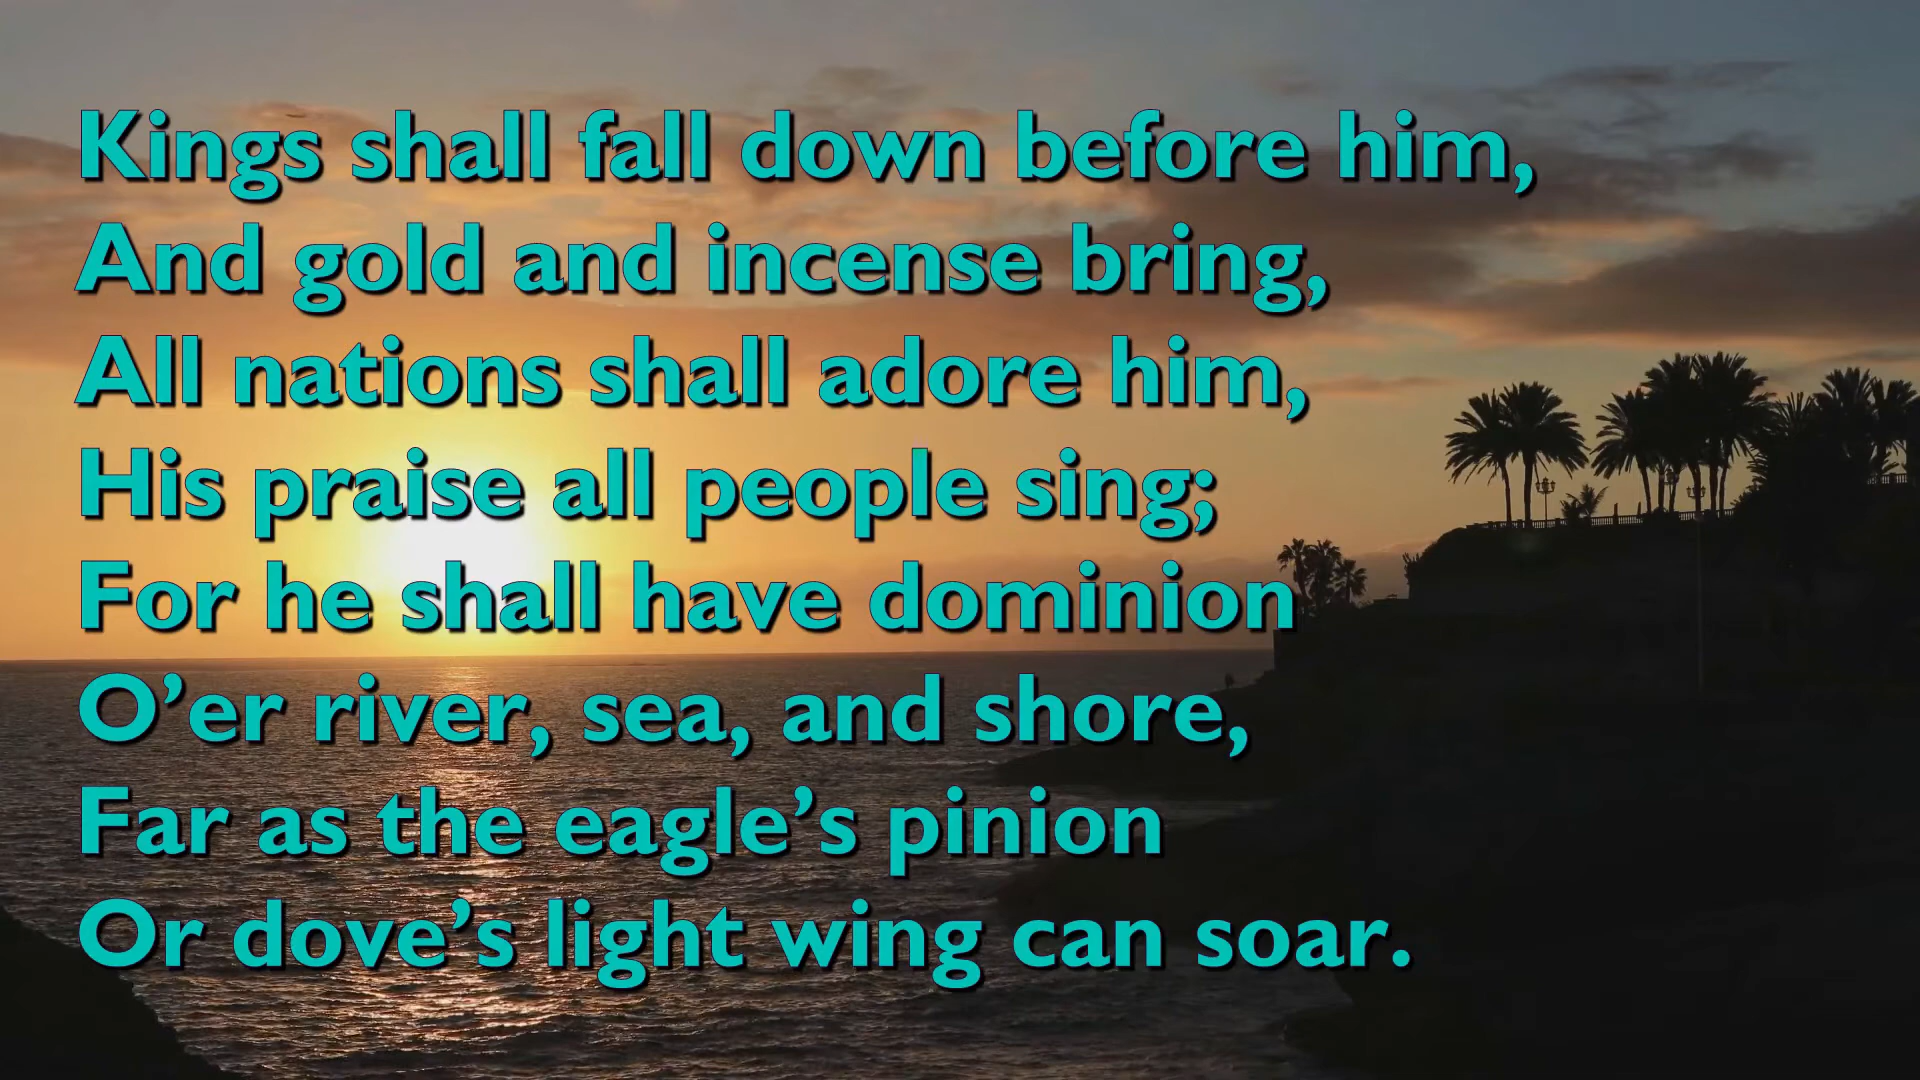 Kings shall fall down before him,
And gold and incense bring,
All nations shall adore him,
His praise all people sing;
For he shall have dominion
O’er river, sea, and shore,
Far as the eagle’s pinion
Or dove’s light wing can soar.